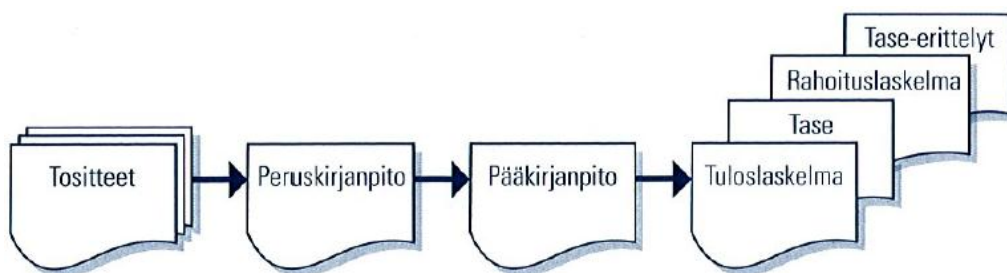 Tositteet
Peruskirjanpito
Pääkirjanpito
Tuloslaskelma
Tase
Rahoituslaskelma
Tase-erittelyt